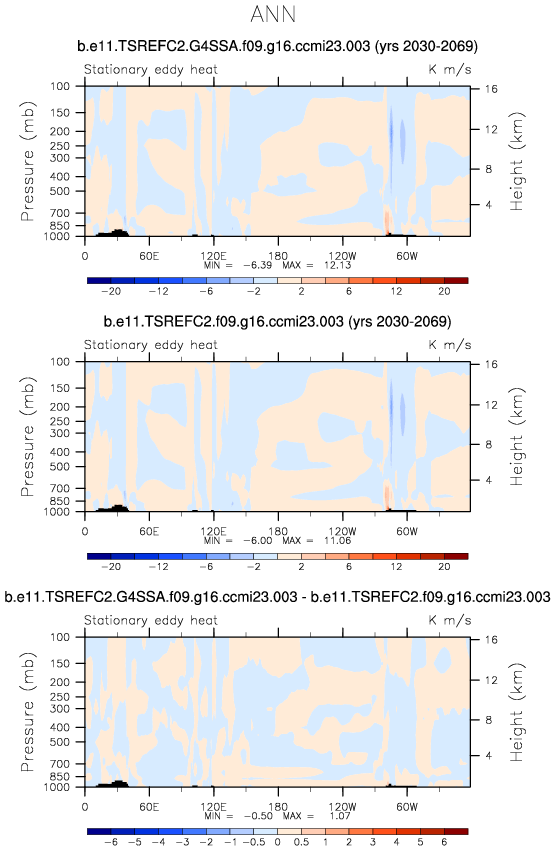 ANN
b.e11.TSREFC2.G4SSA.f09.g16.ccmi23.003 (yrs 2030-2069)
Stationary eddy heat K m/s
Pressure (mb)
100
150
200
250
300
400
500
700
850
1000
16
12
8
4
Height (km)
0 60E 120E 180 120W 60W
MIN = -6.39 MAX = 12.13
-20 -12 -6 -2 2 6 12 20
b.e11.TSREFC2.f09.g16.ccmi23.003 (yrs 2030-2069)
Stationary eddy heat K m/s
Pressure (mb)
100
150
200
250
300
400
500
700
850
1000
16
12
8
4
Height (km)
0 60E 120E 180 120W 60W
MIN = -6.00 MAX = 11.06
-20 -12 -6 -2 2 6 12 20
b.e11.TSREFC2.G4SSA.f09.g16.ccmi23.003 - b.e11.TSREFC2.f09.g16.ccmi23.003
Stationary eddy heat K m/s
Pressure (mb)
100
150
200
250
300
400
500
700
850
1000
16
12
8
4
Height (km)
0 60E 120E 180 120W 60W
MIN = -0.50 MAX = 1.07
-6 -5 -4 -3 -2 -1 -0.5 0 0.5 1 2 3 4 5 6